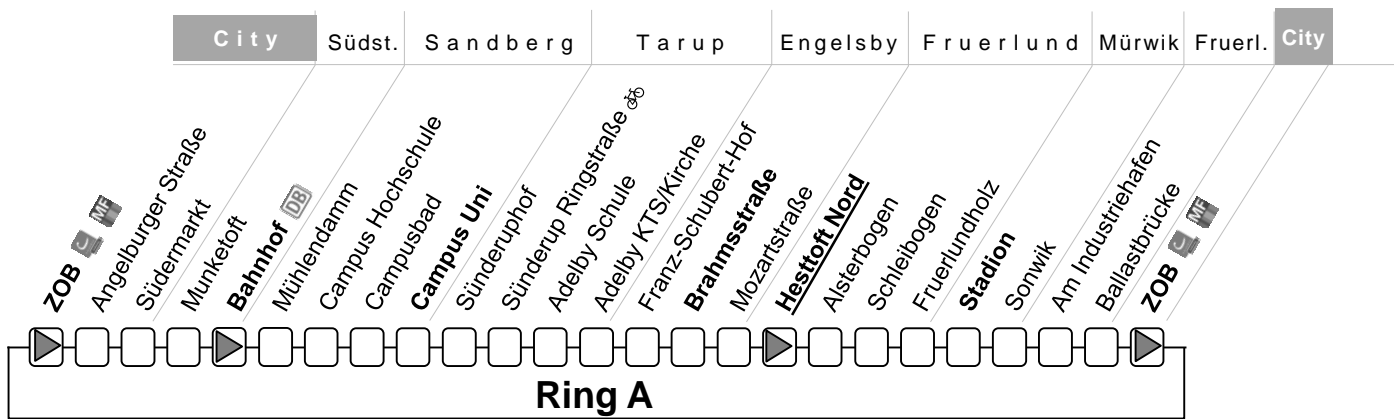 City
Südst.
Sandberg
Tarup
Engelsby
Fruerlund
Mürwik
Fruerl.
City
ZOB MF
Angelburger Straße
Südermarkt
Munketoft
Bahnhof DB
Mühlendamm
Campus Hochschule
Campusbad
Campus Uni
Sünderuphof
Sünderup Ringstraße
Adelby Schule
Adelby KTS/Kirche
Franz-Schubert-Hof
Brahmsstraße
Mozartstraße
Hesttoft Nord
Alsterbogen
Schleibogen
Fruerlundholz
Stadion
Sonwik
Am Industriehafen
Ballastbrücke
ZOB MF
Ring A